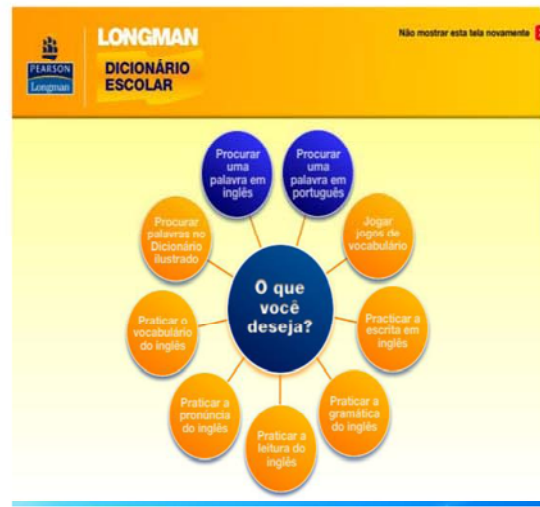 LONGMAN
DICIONÁRIO
ESCOLAR
PEARSON
Longman
Não mostrar esta tela novamente
Procurar
uma
palavra em
inglês
Procurar
uma
palavra em
português
Procurar
palavras no
Dicionário
ilustrado
Jogar
jogos de
vocabulário
O que
você
deseja?
Praticar o
vocabulário
do inglês
Practicar a
escrita em
inglês
Praticar a
pronúncia
do inglês
Praticar a
gramática
do inglês
Praticar a
leitura do
inglês